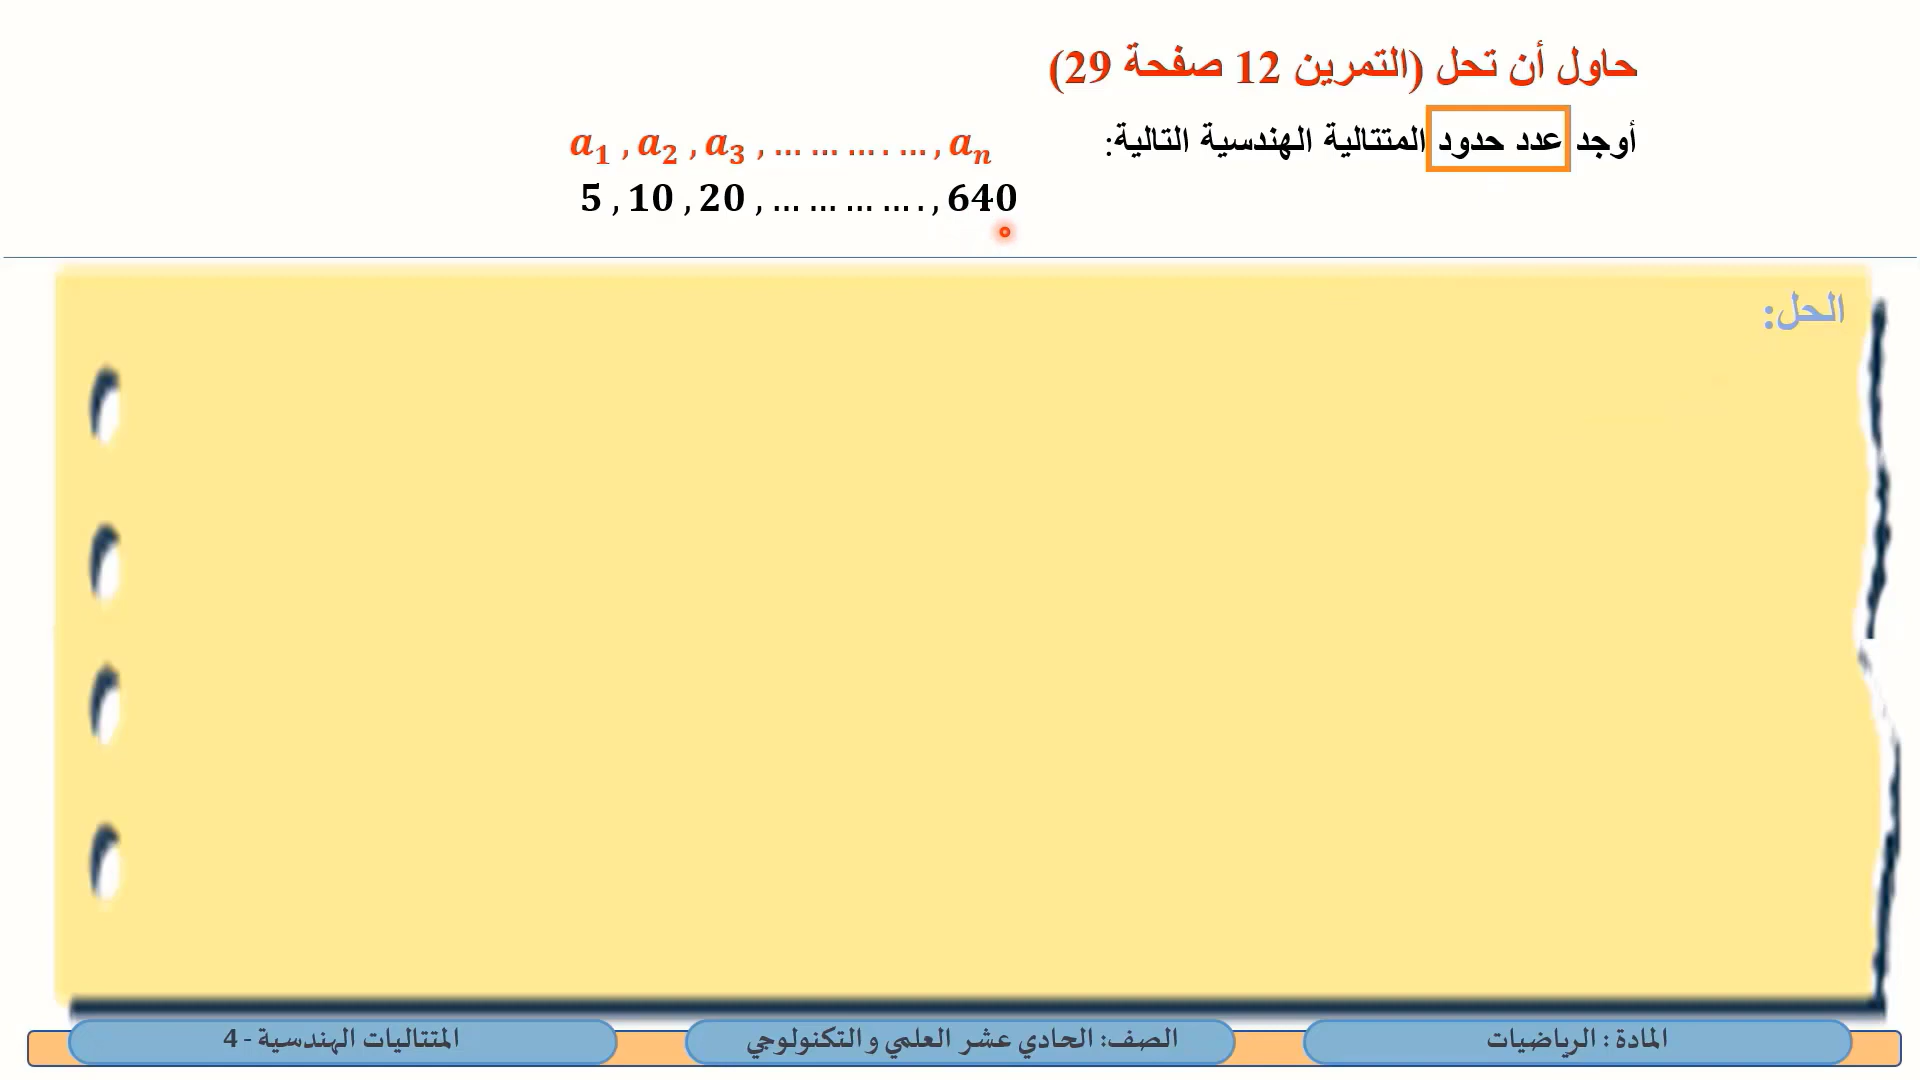 حاول أن تحل (التمرين 12 صفحة 29)
أوجد عدد حدود المتتالية الهندسية التالية:
a₁ , a₂ , a₃ , … … … . … , aₙ
5 , 10 , 20 , … … … … . , 640
الحل:
المادة : الرياضيات
الصف: الحادي عشر العلمي و التكنولوجي
المتتاليات الهندسية - 4